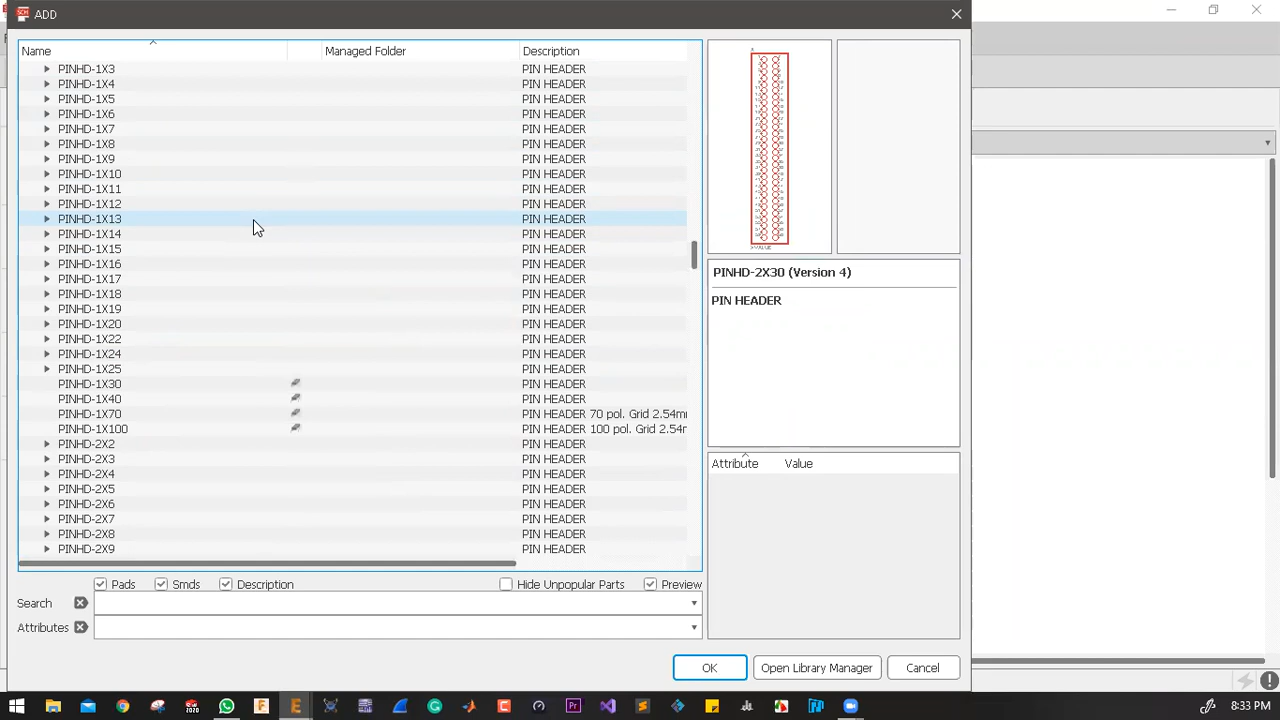 ADD
Name Managed Folder Description
PINHD-1X3 PIN HEADER
PINHD-1X4 PIN HEADER
PINHD-1X5 PIN HEADER
PINHD-1X6 PIN HEADER
PINHD-1X7 PIN HEADER
PINHD-1X8 PIN HEADER
PINHD-1X9 PIN HEADER
PINHD-1X10 PIN HEADER
PINHD-1X11 PIN HEADER
PINHD-1X12 PIN HEADER
PINHD-1X13 PIN HEADER
PINHD-1X14 PIN HEADER
PINHD-1X15 PIN HEADER
PINHD-1X16 PIN HEADER
PINHD-1X17 PIN HEADER
PINHD-1X18 PIN HEADER
PINHD-1X19 PIN HEADER
PINHD-1X20 PIN HEADER
PINHD-1X22 PIN HEADER
PINHD-1X24 PIN HEADER
PINHD-1X25 PIN HEADER
PINHD-1X30 PIN HEADER
PINHD-1X40 PIN HEADER
PINHD-1X70 PIN HEADER 70 pol. Grid 2.54m
PINHD-1X100 PIN HEADER 100 pol. Grid 2.54
PINHD-2X2 PIN HEADER
PINHD-2X3 PIN HEADER
PINHD-2X4 PIN HEADER
PINHD-2X5 PIN HEADER
PINHD-2X6 PIN HEADER
PINHD-2X7 PIN HEADER
PINHD-2X8 PIN HEADER
PINHD-2X9 PIN HEADER
PINHD-2X30 (Version 4)
PIN HEADER
Attribute Value
Pads Smds Description Hide Unpopular Parts Preview
Search
Attributes
OK Open Library Manager Cancel
8:33 PM